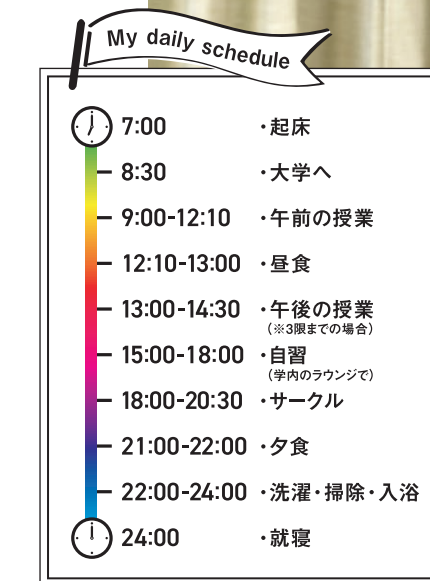 My daily schedule
7:00 ・起床
8:30 ・大学へ
9:00-12:10 ・午前の授業
12:10-13:00 ・昼食
13:00-14:30 ・午後の授業
(※3限までの場合)
15:00-18:00 ・自習
(学内のラウンジで)
18:00-20:30 ・サークル
21:00-22:00 ・夕食
22:00-24:00 ・洗濯・掃除・入浴
24:00 ・就寝